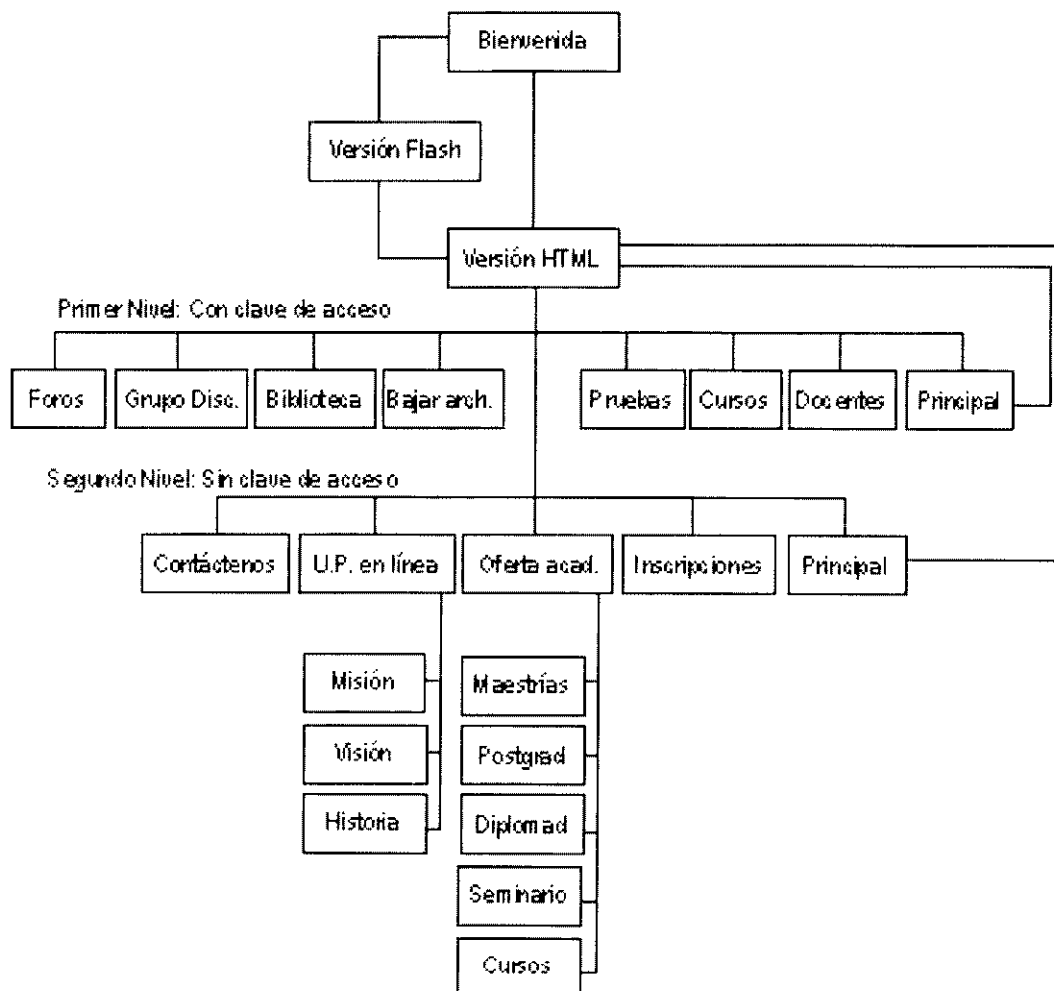 Bienvenida
Versión Flash
Versión HTML
Primer Nivel: Con clave de acceso
Foros
Grupo Disc.
Biblioteca
Bajar arch.
Pruebas
Cursos
Docentes
Principal
Segundo Nivel: Sin clave de acceso
Contáctenos
U.P. en línea
Oferta acad.
Inscripciones
Principal
Misión
Visión
Historia
Maestrías
Postgrad
Diplomad
Seminario
Cursos